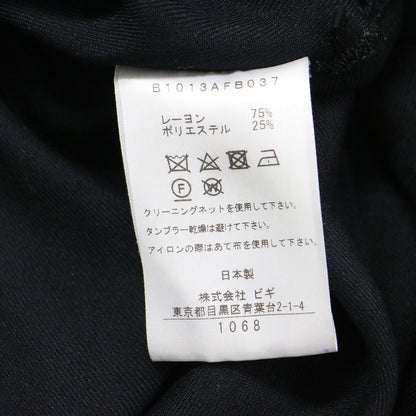 B1013AFB037
レーヨン 75%
ポリエステル 25%
F W
クリーニングネットを使用して下さい。
タンブラー乾燥は避けて下さい。
アイロンの際はあて布を使用して下さい。
日本製
株式会社 ビギ
東京都目黒区青葉台2-1-4
1068